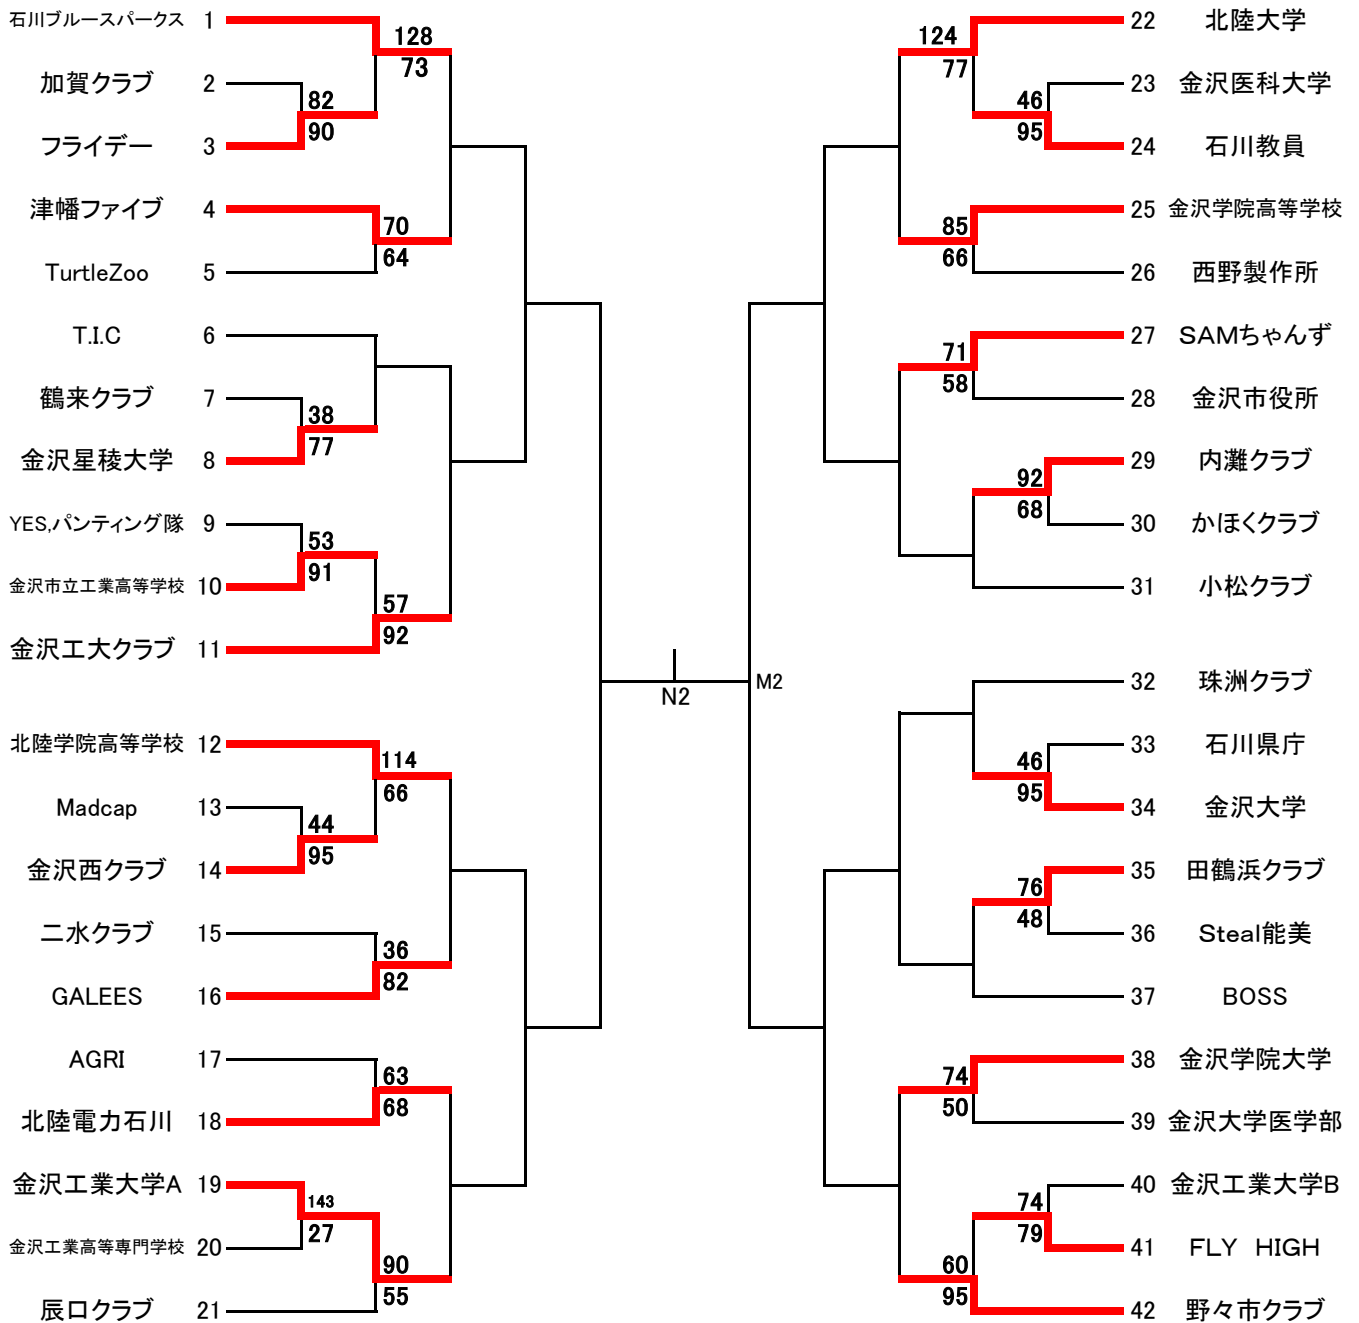 石川ブルースパークス 1
128
73
加賀クラブ 2
82
90
フライデー 3
津幡ファイブ 4
70
64
TurtleZoo 5
T.I.C 6
鶴来クラブ 7
38
77
金沢星稜大学 8
YES,パンティング隊 9
53
91
金沢市立工業高等学校 10
57
92
金沢工大クラブ 11
北陸学院高等学校 12
114
66
Madcap 13
44
95
金沢西クラブ 14
二水クラブ 15
36
82
GALEES 16
AGRI 17
63
68
北陸電力石川 18
金沢工業大学A 19
143
27
金沢工業高等専門学校 20
90
55
辰口クラブ 21
N2
M2
22 北陸大学
124
77
23 金沢医科大学
46
95
24 石川教員
25 金沢学院高等学校
85
66
26 西野製作所
27 SAMちゃんず
71
58
28 金沢市役所
29 内灘クラブ
92
68
30 かほくクラブ
31 小松クラブ
32 珠洲クラブ
33 石川県庁
46
95
34 金沢大学
35 田鶴浜クラブ
76
48
36 Steal能美
37 BOSS
38 金沢学院大学
74
50
39 金沢大学医学部
40 金沢工業大学B
74
79
41 FLY HIGH
60
95
42 野々市クラブ